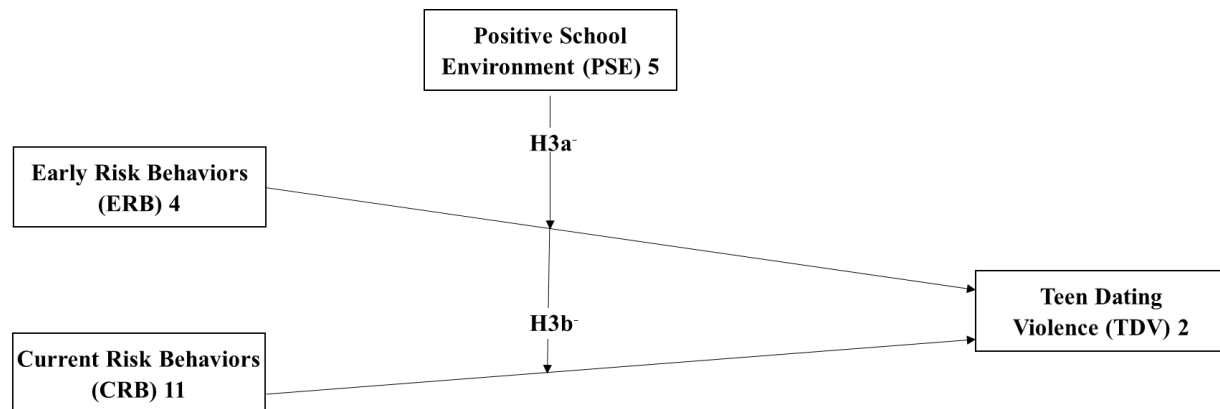 Positive School
Environment (PSE) 5
H3a⁻
Early Risk Behaviors
(ERB) 4
H3b⁻
Teen Dating
Violence (TDV) 2
Current Risk Behaviors
(CRB) 11